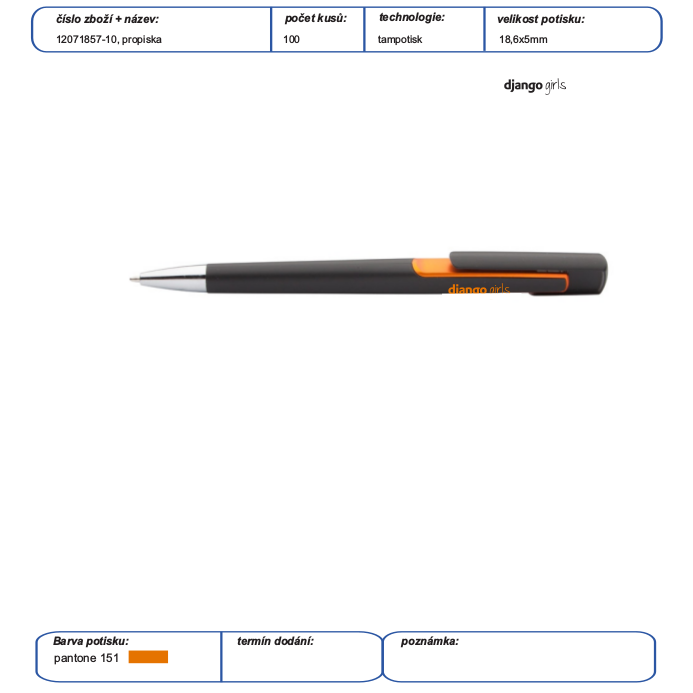 číslo zboží + název:
12071857-10, propiska
počet kusů:
100
technologie:
tampotisk
velikost potisku:
18,6x5mm
django girls
django girls
Barva potisku:
pantone 151
termín dodání:
poznámka: